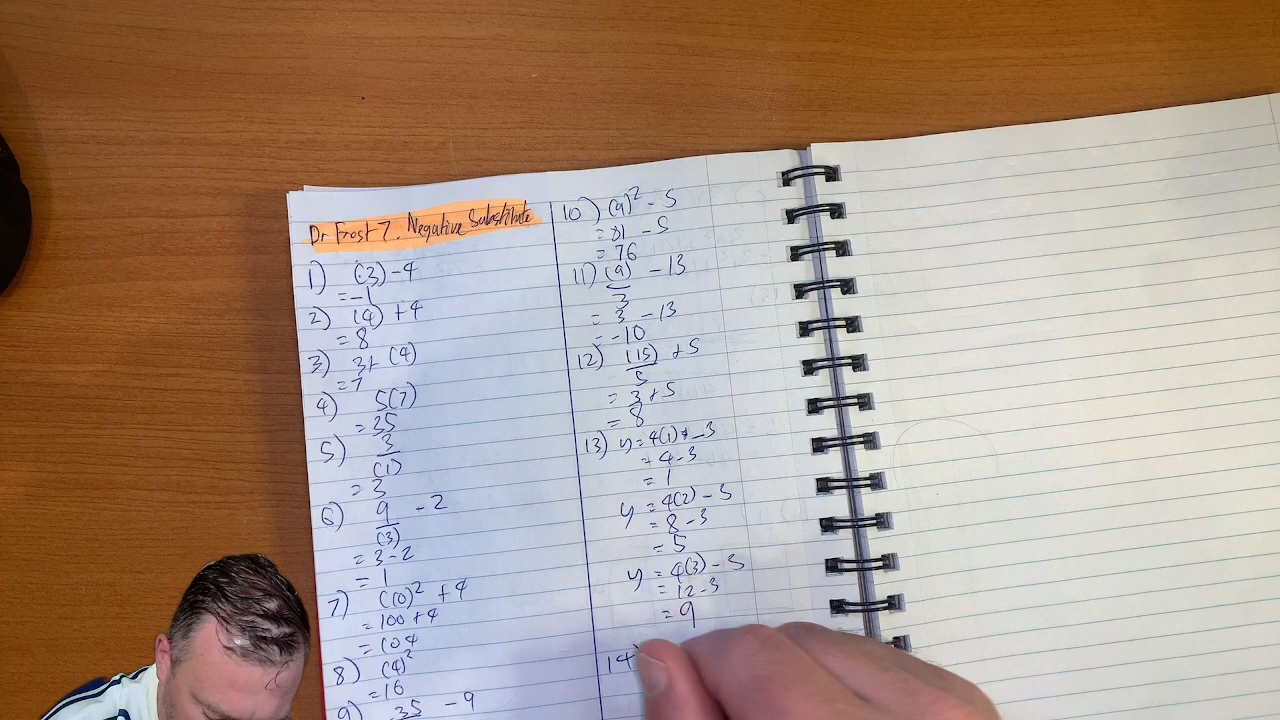 Dr Frost 7. Negative Substitute
1) (3) - 4
= -1
2) (4) + 4
= 8
3) 3 + (4)
= 7
4) 5(7)
= 35
5) 3
(1)
= 3
6) 9 - 2
(3)
= 3 - 2
= 1
7) (10)² + 4
= 100 + 4
= 104
8) (4)²
= 16
9) 35 - 9
10) (9)² - 5
= 81 - 5
= 76
11) (9) - 13
3
= 3 - 13
= -10
12) (15) + 5
5
= 3 + 5
= 8
13) y = 4(1) + -3
= 4 - 3
= 1
y = 4(2) - 3
= 8 - 3
= 5
y = 4(3) - 3
= 12 - 3
= 9
14)